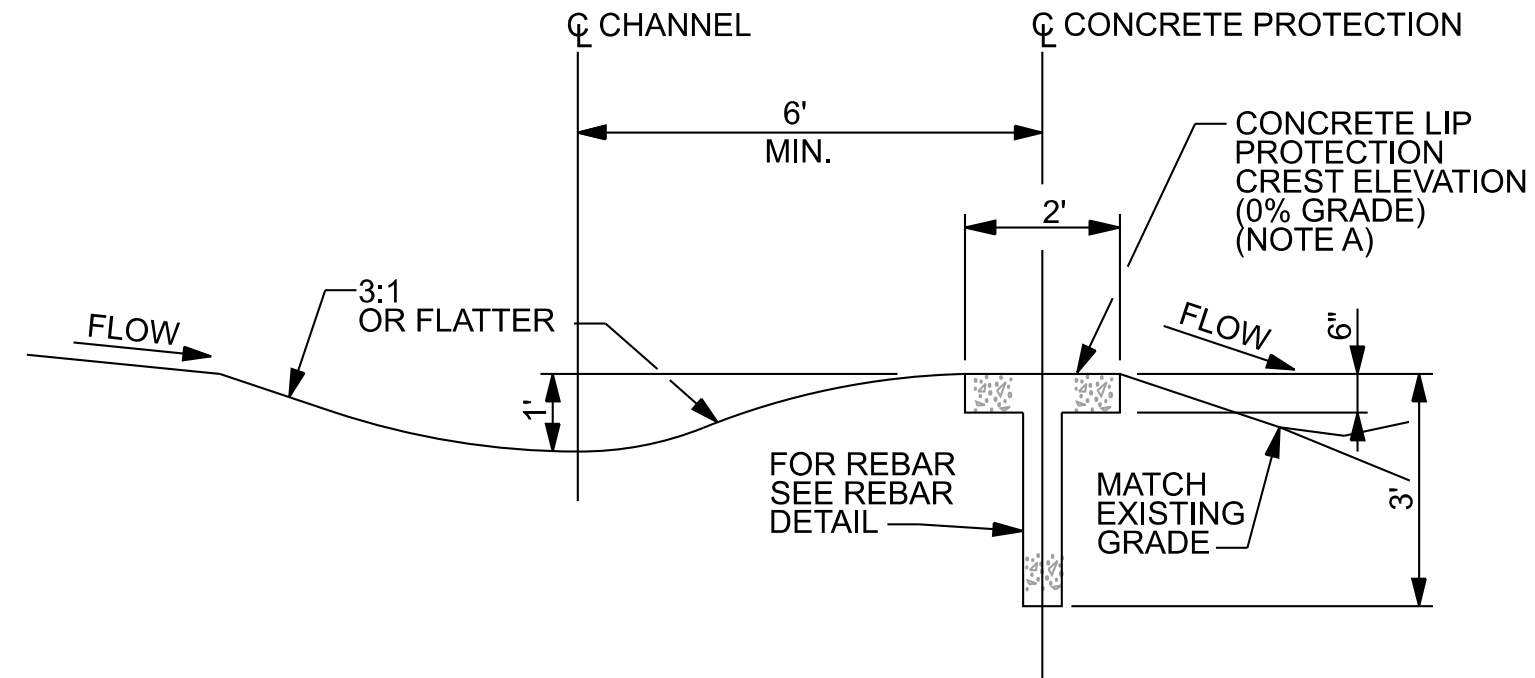 ℄ CHANNEL
℄ CONCRETE PROTECTION
6'
MIN.
CONCRETE LIP
PROTECTION
CREST ELEVATION
(0% GRADE)
(NOTE A)
2'
3:1
OR FLATTER
FLOW
FLOW
6"
1'
FOR REBAR
SEE REBAR
DETAIL
MATCH
EXISTING
GRADE
3'